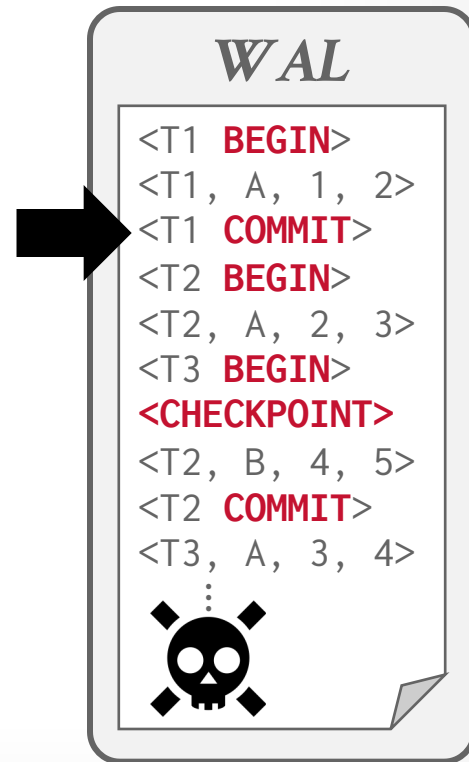 WAL
<T1 BEGIN>
<T1, A, 1, 2>
<T1 COMMIT>
<T2 BEGIN>
<T2, A, 2, 3>
<T3 BEGIN>
<CHECKPOINT>
<T2, B, 4, 5>
<T2 COMMIT>
<T3, A, 3, 4>
⋮